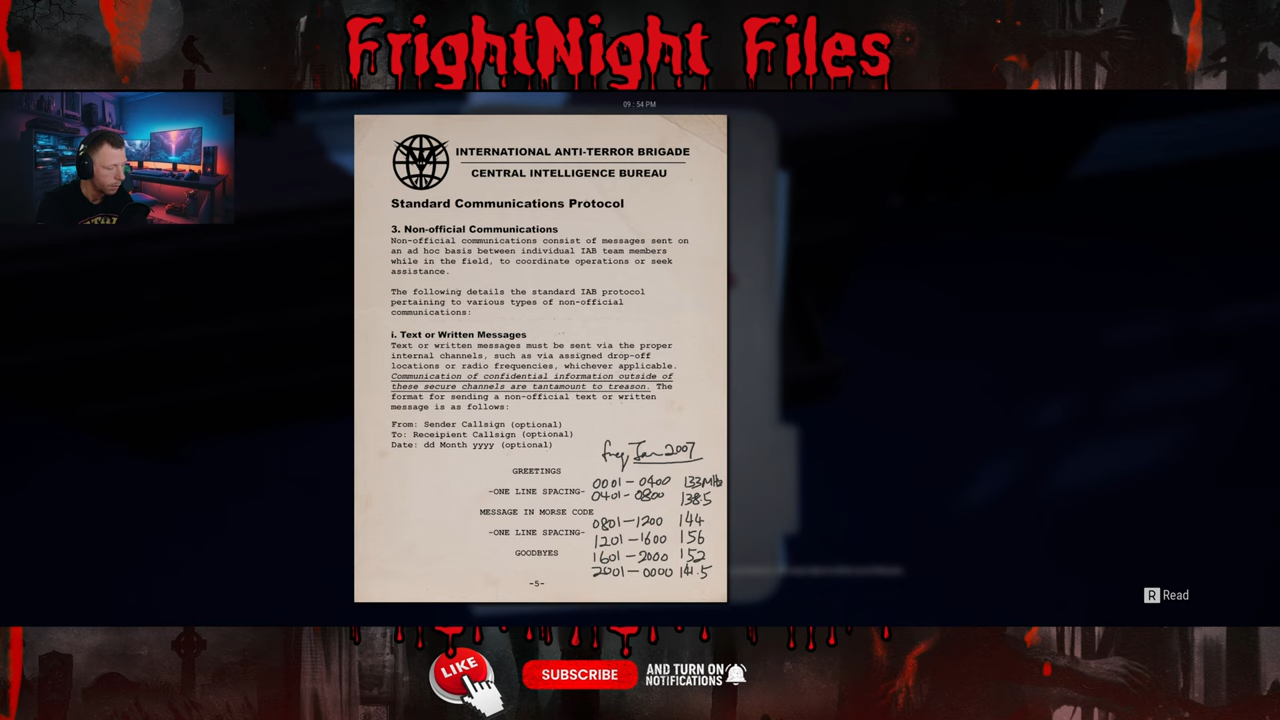 FrightNight Files
09 : 54 PM
INTERNATIONAL ANTI-TERROR BRIGADE
CENTRAL INTELLIGENCE BUREAU
Standard Communications Protocol
3. Non-official Communications
Non-official communications consist of messages sent on
an ad hoc basis between individual IAB team members
while in the field, to coordinate operations or seek
assistance.
The following details the standard IAB protocol
pertaining to various types of non-official
communications:
i. Text or Written Messages
Text or written messages must be sent via the proper
internal channels, such as via assigned drop-off
locations or radio frequencies, whichever applicable.
Communication of confidential information outside of
these secure channels are tantamount to treason. The
format for sending a non-official text or written
message is as follows:
From: Sender Callsign (optional)
To: Receipient Callsign (optional)
Date: dd Month yyyy (optional)
GREETINGS
-ONE LINE SPACING-
MESSAGE IN MORSE CODE
-ONE LINE SPACING-
GOODBYES
freq Jan 2007
0001-0400 133MHz
0401-0800 138.5
0801-1200 144
1201-1600 156
1601-2000 152
2001-0000 141.5
-5-
R Read
LIKE
SUBSCRIBE
AND TURN ON
NOTIFICATIONS